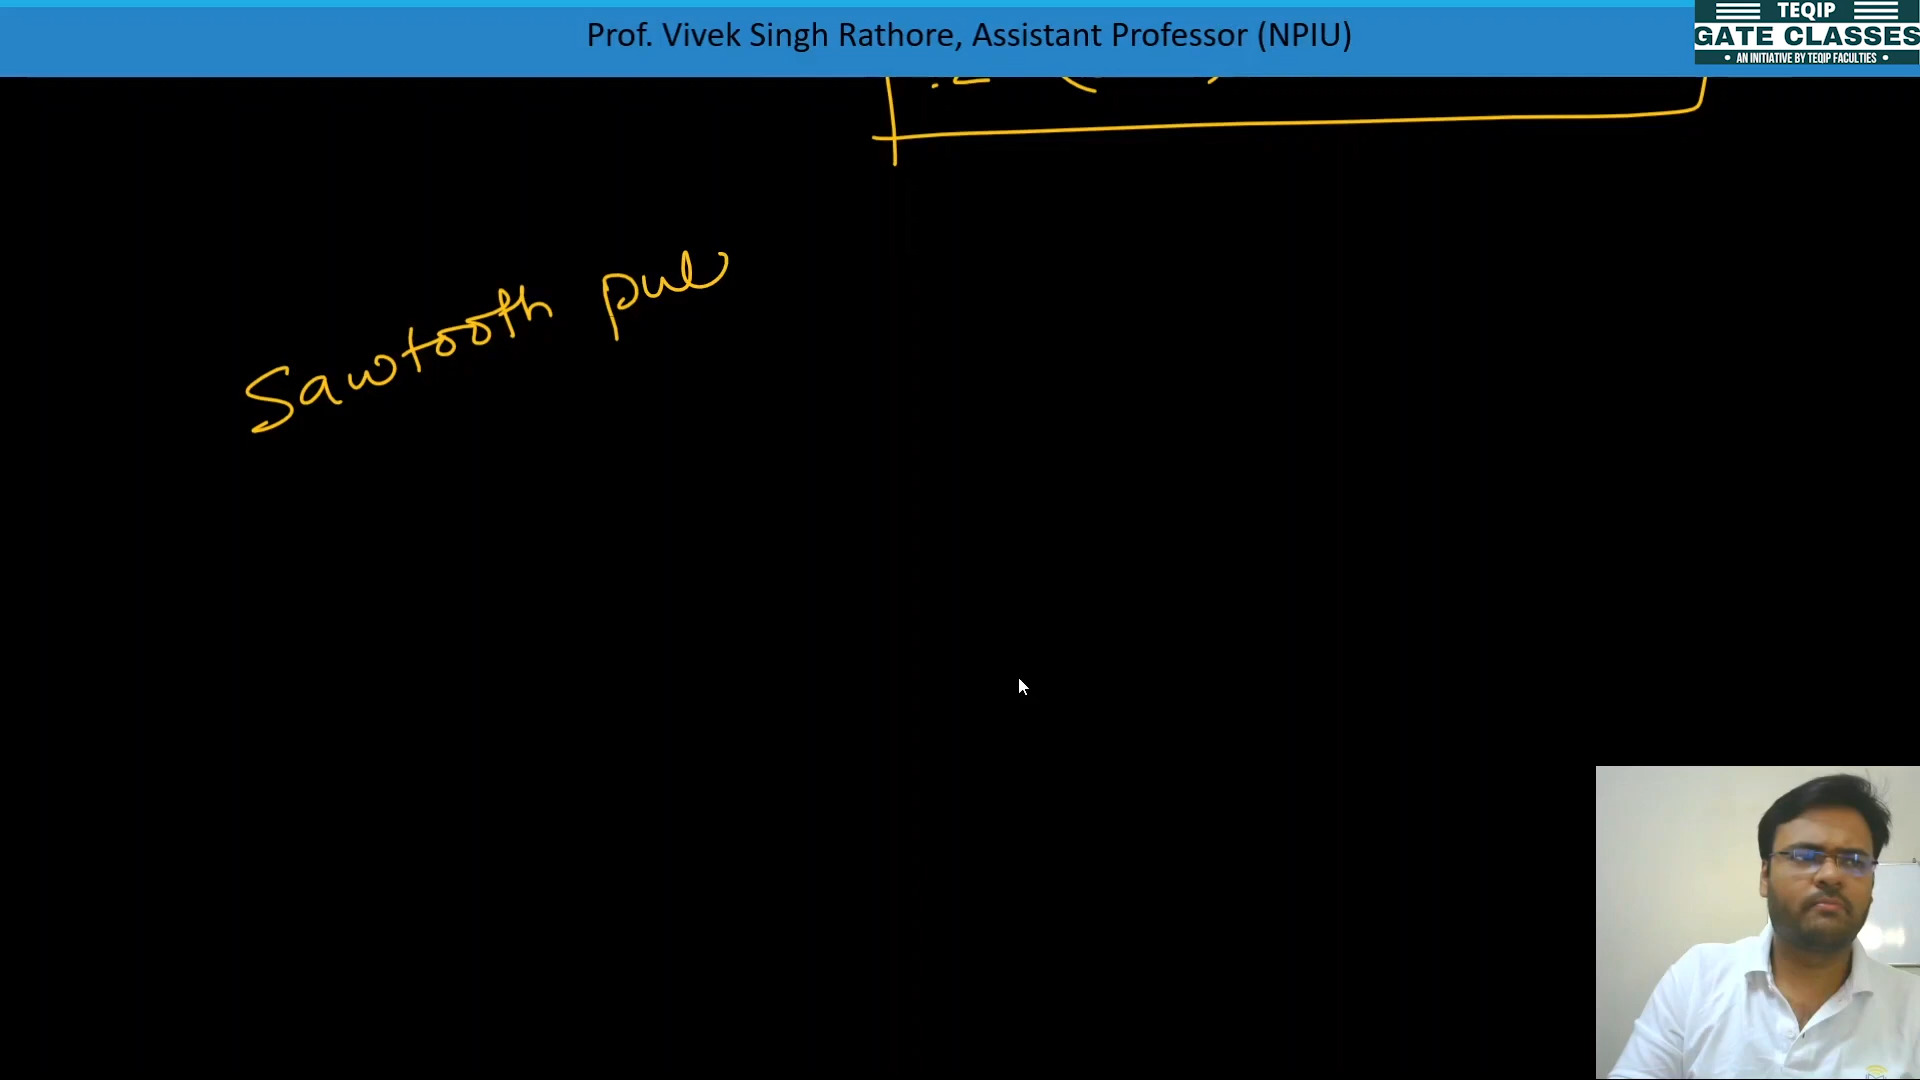 Prof. Vivek Singh Rathore, Assistant Professor (NPIU)
TEQIP
GATE CLASSES
• AN INITIATIVE BY TEQIP FACULTIES •
Sawtooth pul